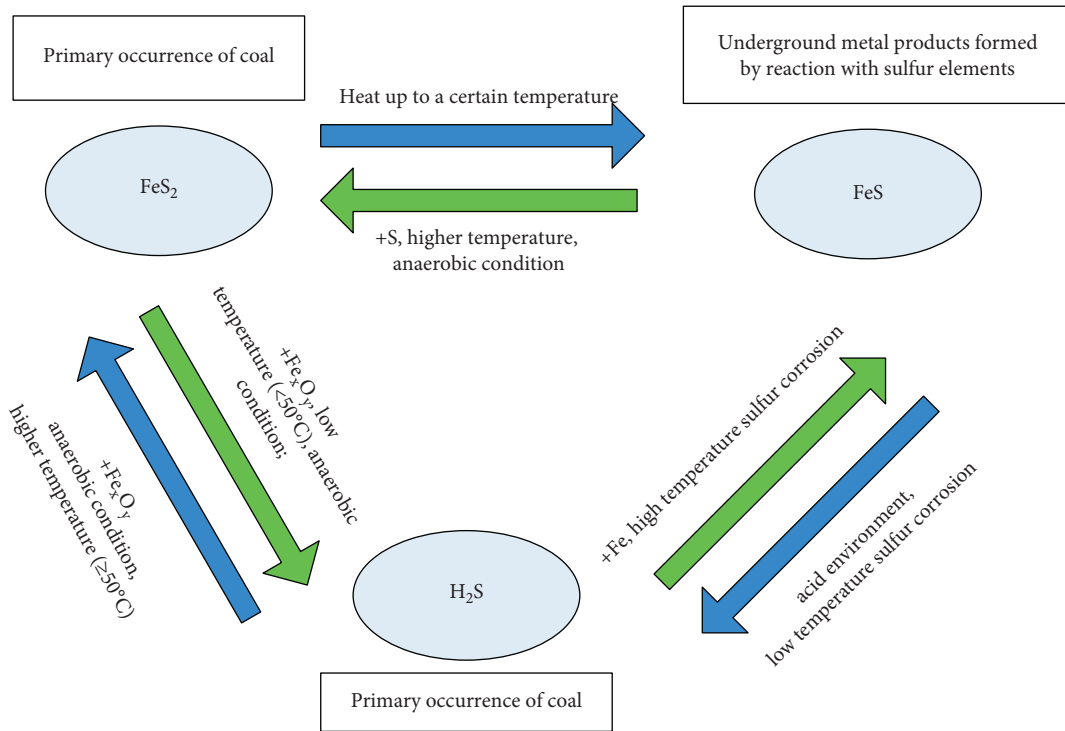 Primary occurrence of coal
Underground metal products formed
by reaction with sulfur elements
Heat up to a certain temperature
FeS₂
FeS
+S, higher temperature,
anaerobic condition
+FeₓOᵧ, low
temperature (<50°C), anaerobic
condition;
+FeₓOᵧ
anaerobic condition,
higher temperature (≥50°C)
+Fe, high temperature sulfur corrosion
acid environment,
low temperature sulfur corrosion
H₂S
Primary occurrence of coal